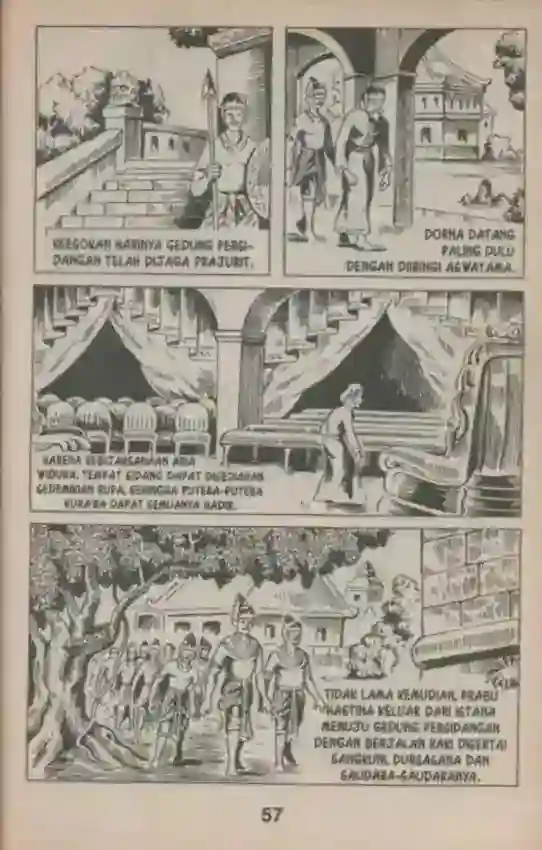 KEESOKAN HARINYA GEDUNG PERSI-
DANGAN TELAH DIJAGA PRAJURIT.
DORNA DATANG
PALING DULU
DENGAN DIIRINGI ASWATAMA.
KARENA KEBIJAKSANAAN ARIA
WIDURA, TEMPAT SIDANG DAPAT DISEDIAKAN
SEDEMIKIAN RUPA, SEHINGGA PUTERA-PUTERA
KURAWA DAPAT SEMUANYA HADIR.
TIDAK LAMA KEMUDIAN, PRABU
HASTINA KELUAR DARI ISTANA
MENUJU GEDUNG PERSIDANGAN
DENGAN BERJALAN KAKI DISERTAI
SANGKUNI, DURSASANA DAN
SAUDARA-SAUDARANYA.
57